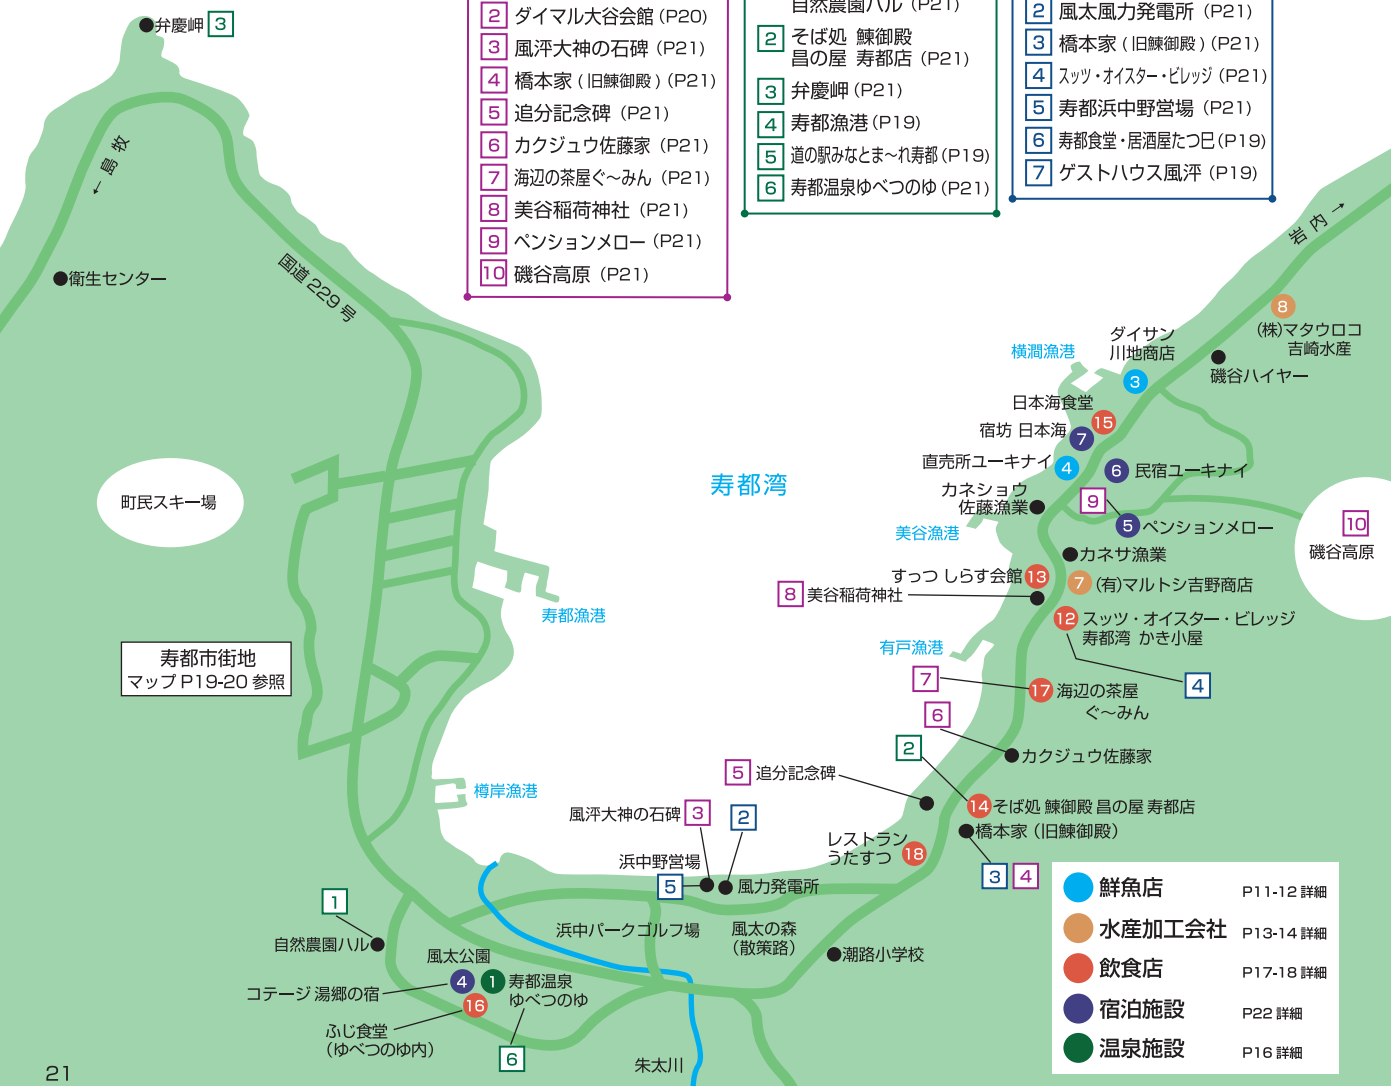 弁慶岬 3
2 ダイマル大谷会館 (P20)
3 風泙大神の石碑 (P21)
4 橋本家 ( 旧鰊御殿 ) (P21)
5 追分記念碑 (P21)
6 カクジュウ佐藤家 (P21)
7 海辺の茶屋ぐ〜みん (P21)
8 美谷稲荷神社 (P21)
9 ペンションメロー (P21)
10 磯谷高原 (P21)
自然農園ハル (P21)
2 そば処 鰊御殿
昌の屋 寿都店 (P21)
3 弁慶岬 (P21)
4 寿都漁港 (P19)
5 道の駅みなとま〜れ寿都 (P19)
6 寿都温泉ゆべつのゆ (P21)
2 風太風力発電所 (P21)
3 橋本家 ( 旧鰊御殿 ) (P21)
4 スッツ・オイスター・ビレッジ (P21)
5 寿都浜中野営場 (P21)
6 寿都食堂・居酒屋たつ巳 (P19)
7 ゲストハウス風泙 (P19)
←島牧
衛生センター
国道 229 号
岩内→
8
(株)マタウロコ
吉崎水産
ダイサン
川地商店
3
横澗漁港
磯谷ハイヤー
日本海食堂
15
宿坊 日本海
7
直売所ユーキナイ
4
6 民宿ユーキナイ
カネショウ
佐藤漁業
9
5 ペンションメロー
10
磯谷高原
寿都湾
町民スキー場
美谷漁港
カネサ漁業
すっつ しらす会館 13
7 (有)マルトシ吉野商店
8 美谷稲荷神社
12 スッツ・オイスター・ビレッジ
寿都湾 かき小屋
4
寿都漁港
有戸漁港
寿都市街地
マップ P19-20 参照
7
17 海辺の茶屋
ぐ〜みん
6
カクジュウ佐藤家
2
5 追分記念碑
樽岸漁港
14 そば処 鰊御殿 昌の屋 寿都店
風泙大神の石碑 3
2
橋本家（旧鰊御殿）
レストラン
うたすつ 18
3 4
浜中野営場
5
風力発電所
1
自然農園ハル
浜中パークゴルフ場
風太の森
（散策路）
潮路小学校
風太公園
4 1 寿都温泉
ゆべつのゆ
コテージ 湯郷の宿
16
ふじ食堂
（ゆべつのゆ内）
6
朱太川
鮮魚店 P11-12 詳細
水産加工会社 P13-14 詳細
飲食店 P17-18 詳細
宿泊施設 P22 詳細
温泉施設 P16 詳細
21